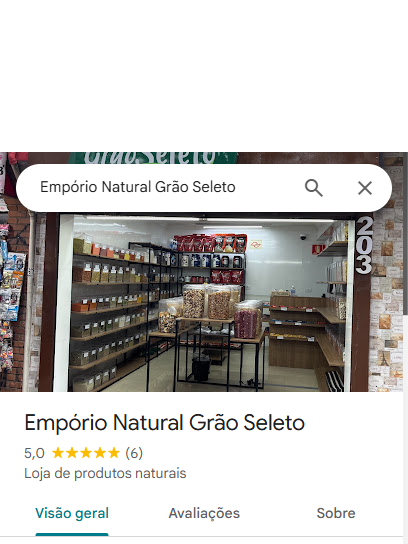 Grão Seleto
Empório Natural Grão Seleto
203
Empório Natural Grão Seleto
5,0 (6)
Loja de produtos naturais
Visão geral Avaliações Sobre